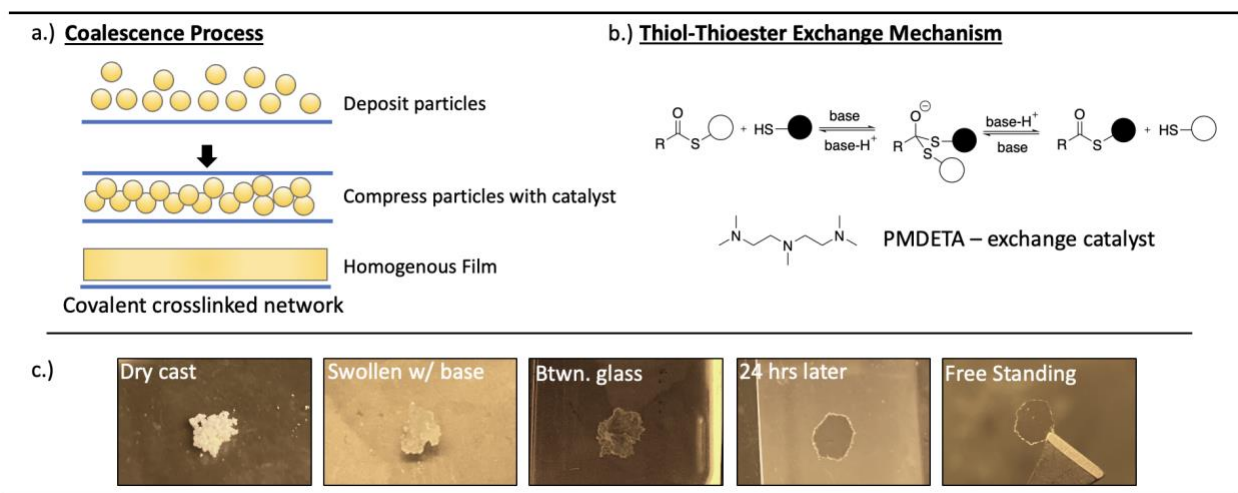 a.) Coalescence Process
Deposit particles
Compress particles with catalyst
Homogenous Film
Covalent crosslinked network
b.) Thiol-Thioester Exchange Mechanism
O
R
S
+ HS
base
base-H+
O⊖
R
S
S
base-H+
base
O
R
S
+ HS
N
N
N
PMDETA – exchange catalyst
c.)
Dry cast
Swollen w/ base
Btwn. glass
24 hrs later
Free Standing